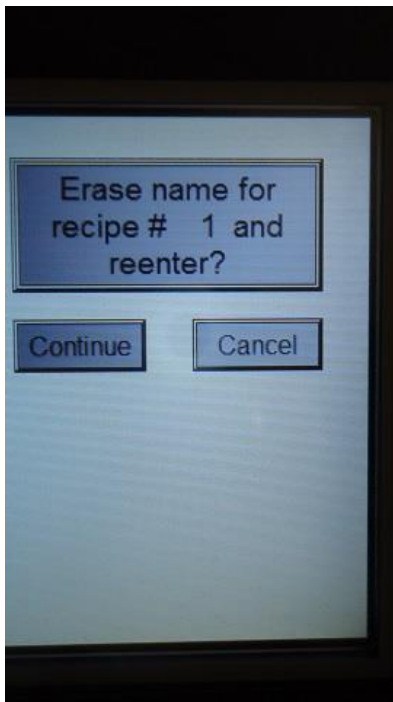 Erase name for
recipe # 1 and
reenter?
Continue Cancel